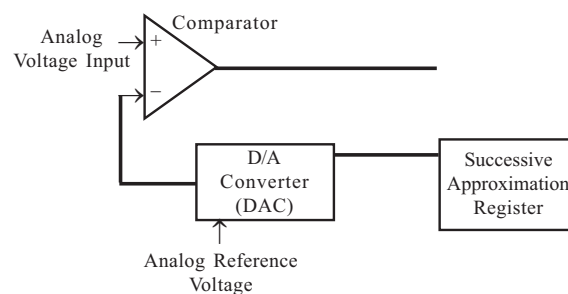 Comparator
Analog
Voltage Input
+
−
D/A
Converter
(DAC)
Successive
Approximation
Register
Analog Reference
Voltage